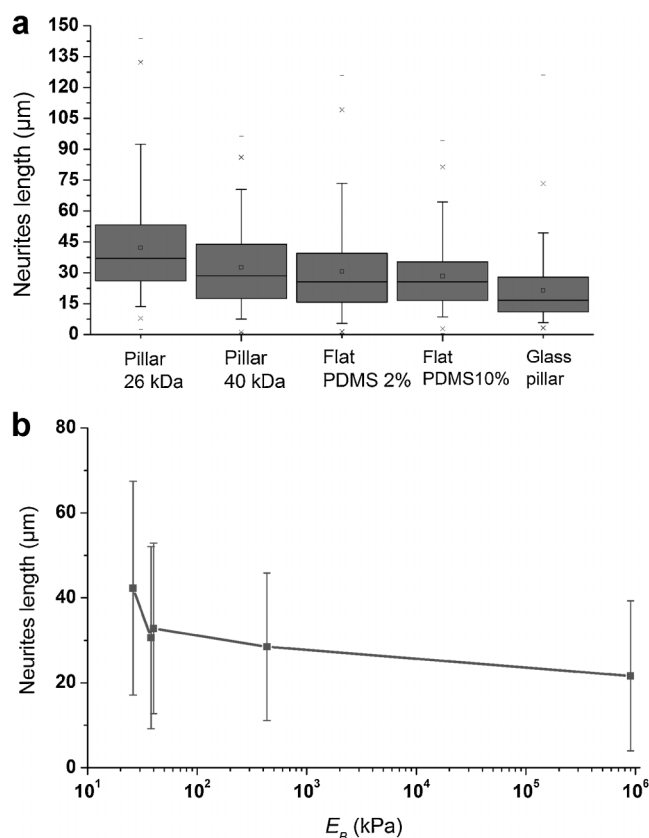 a
150
135
120
105
90
75
60
45
30
15
0
Neurites length (µm)
Pillar
26 kDa
Pillar
40 kDa
Flat
PDMS 2%
Flat
PDMS10%
Glass
pillar
b
80
60
40
20
0
Neurites length (µm)
10¹ 10² 10³ 10⁴ 10⁵ 10⁶
E_B (kPa)